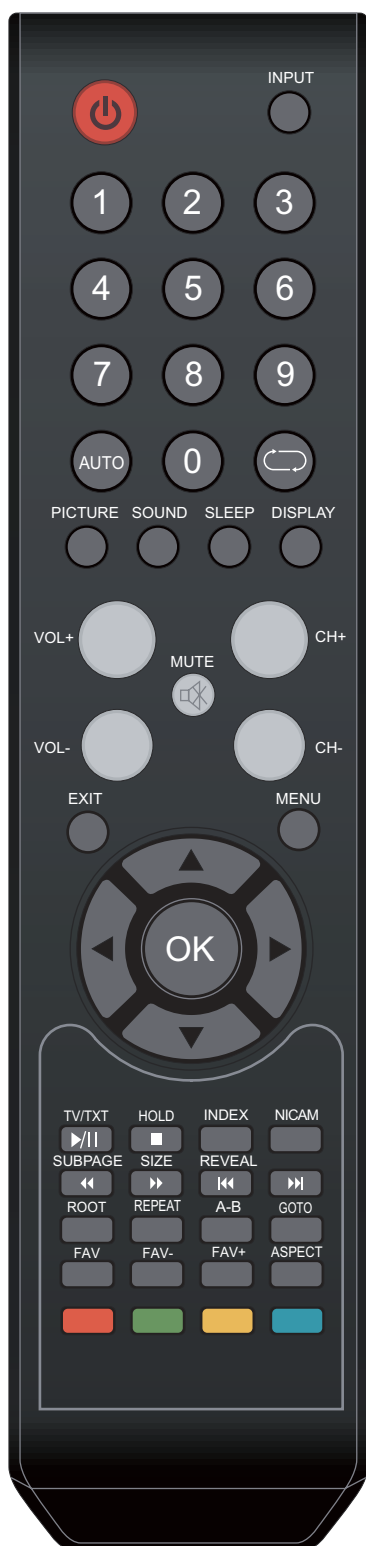 INPUT
1 2 3
4 5 6
7 8 9
AUTO 0
PICTURE SOUND SLEEP DISPLAY
VOL+ CH+
MUTE
VOL- CH-
EXIT MENU
OK
TV/TXT HOLD INDEX NICAM
SUBPAGE SIZE REVEAL
ROOT REPEAT A-B GOTO
FAV FAV- FAV+ ASPECT